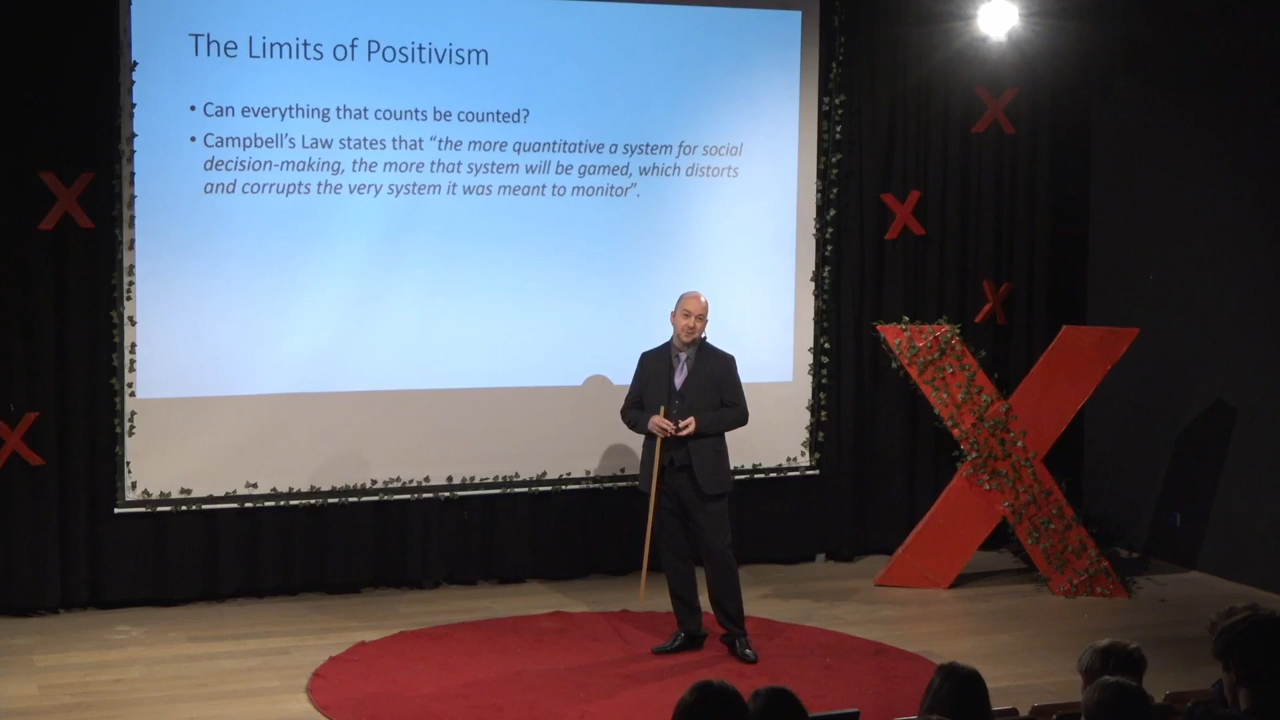 The Limits of Positivism
• Can everything that counts be counted?
• Campbell's Law states that “the more quantitative a system for social
decision-making, the more that system will be gamed, which distorts
and corrupts the very system it was meant to monitor”.
X
X
X
X
X
X